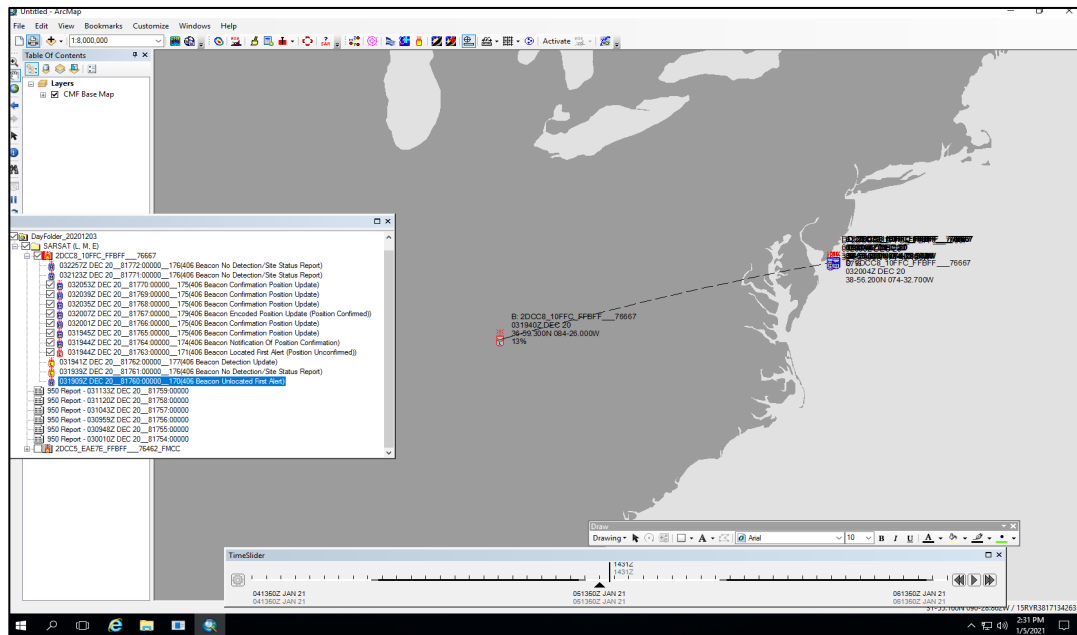 Untitled - ArcMap
File Edit View Bookmarks Customize Windows Help
1:8,000,000
Activate
Table Of Contents
Layers
CMF Base Map
DayFolder_20201203
SARSAT (L, M, E)
2DCC8_10FFC_FFBFF___76667
032257Z DEC 20__81772:00000__176(406 Beacon No Detection/Site Status Report)
032123Z DEC 20__81771:00000__176(406 Beacon No Detection/Site Status Report)
032053Z DEC 20__81770:00000__175(406 Beacon Confirmation Position Update)
032039Z DEC 20__81769:00000__175(406 Beacon Confirmation Position Update)
032035Z DEC 20__81768:00000__175(406 Beacon Confirmation Position Update)
032007Z DEC 20__81767:00000__179(406 Beacon Encoded Position Update (Position Confirmed))
032001Z DEC 20__81766:00000__175(406 Beacon Confirmation Position Update)
031945Z DEC 20__81765:00000__175(406 Beacon Confirmation Position Update)
031944Z DEC 20__81764:00000__174(406 Beacon Notification Of Position Confirmation)
031944Z DEC 20__81763:00000__171(406 Beacon Located First Alert (Position Unconfirmed))
031941Z DEC 20__81762:00000__177(406 Beacon Detection Update)
031939Z DEC 20__81761:00000__176(406 Beacon No Detection/Site Status Report)
031909Z DEC 20__81760:00000__170(406 Beacon Unlocated First Alert)
950 Report - 031133Z DEC 20__81759:00000
950 Report - 031120Z DEC 20__81758:00000
950 Report - 031043Z DEC 20__81757:00000
950 Report - 030959Z DEC 20__81756:00000
950 Report - 030948Z DEC 20__81755:00000
950 Report - 030010Z DEC 20__81754:00000
2DCC5_EAE7E_FFBFF___76462_FMCC
B: 2DCC8_10FFC_FFBFF___76667
031940Z DEC 20
36-59.300N 084-26.000W
13%
2DCC8_10FFC_FFBFF___76667
032004Z DEC 20
38-56.200N 074-32.700W
Draw
Drawing
A
Arial
10
B I U A
TimeSlider
1431Z
1431Z
041350Z JAN 21
041350Z JAN 21
051350Z JAN 21
051350Z JAN 21
061350Z JAN 21
061350Z JAN 21
2:31 PM
1/5/2021